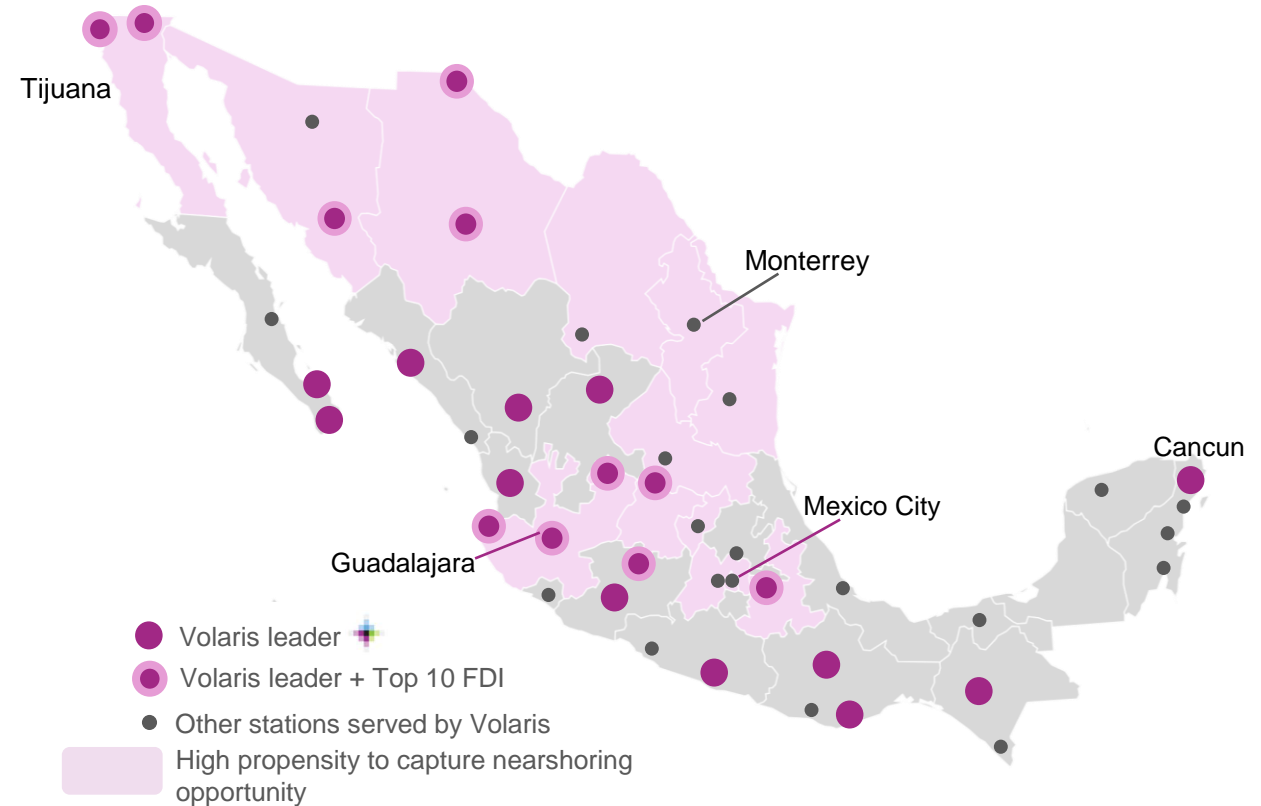 Tijuana
Monterrey
Cancun
Mexico City
Guadalajara
Volaris leader
Volaris leader + Top 10 FDI
Other stations served by Volaris
High propensity to capture nearshoring
opportunity